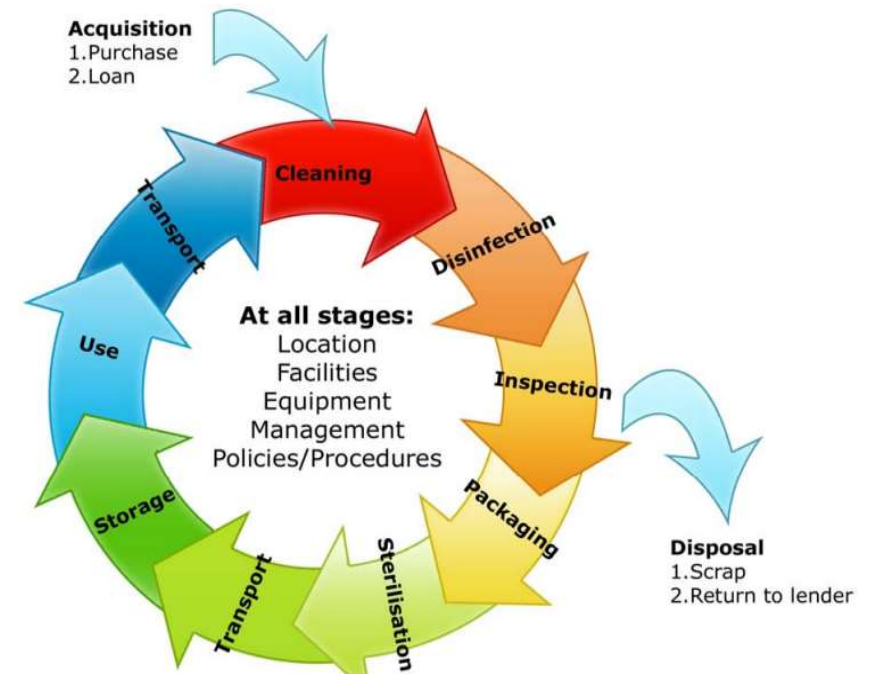 Acquisition
1.Purchase
2.Loan
Cleaning
Disinfection
Inspection
Packaging
Sterilisation
Transport
Storage
Use
Transport
At all stages:
Location
Facilities
Equipment
Management
Policies/Procedures
Disposal
1.Scrap
2.Return to lender